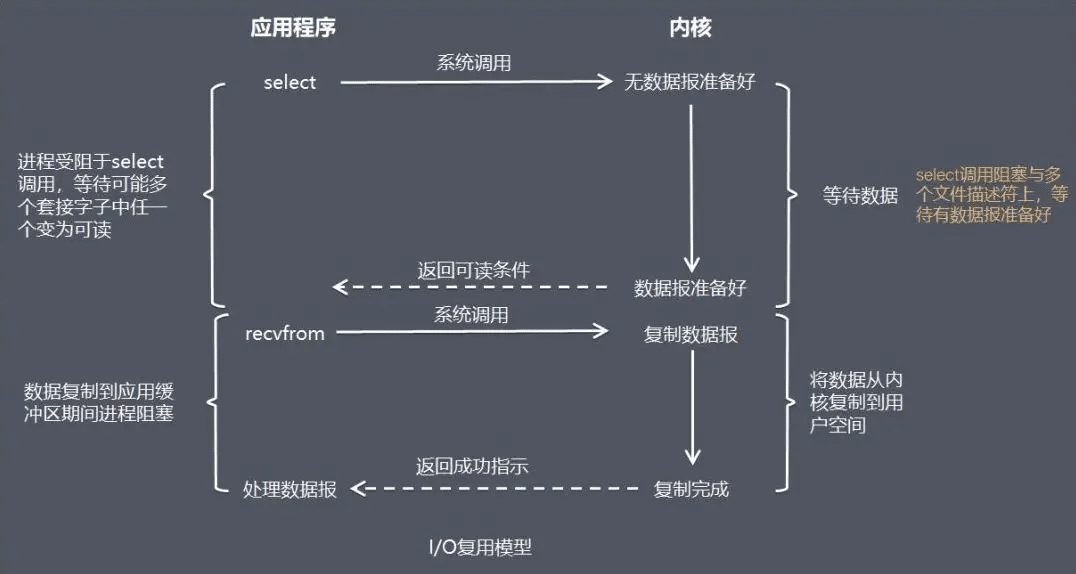 应用程序
内核
系统调用
select
无数据报准备好
进程受阻于select
调用，等待可能多
个套接字子中任一
个变为可读
等待数据
select调用阻塞与多
个文件描述符上，等
待有数据报准备好
返回可读条件
数据报准备好
系统调用
recvfrom
复制数据报
数据复制到应用缓
冲区期间进程阻塞
将数据从内
核复制到用
户空间
返回成功指示
处理数据报
复制完成
I/O复用模型